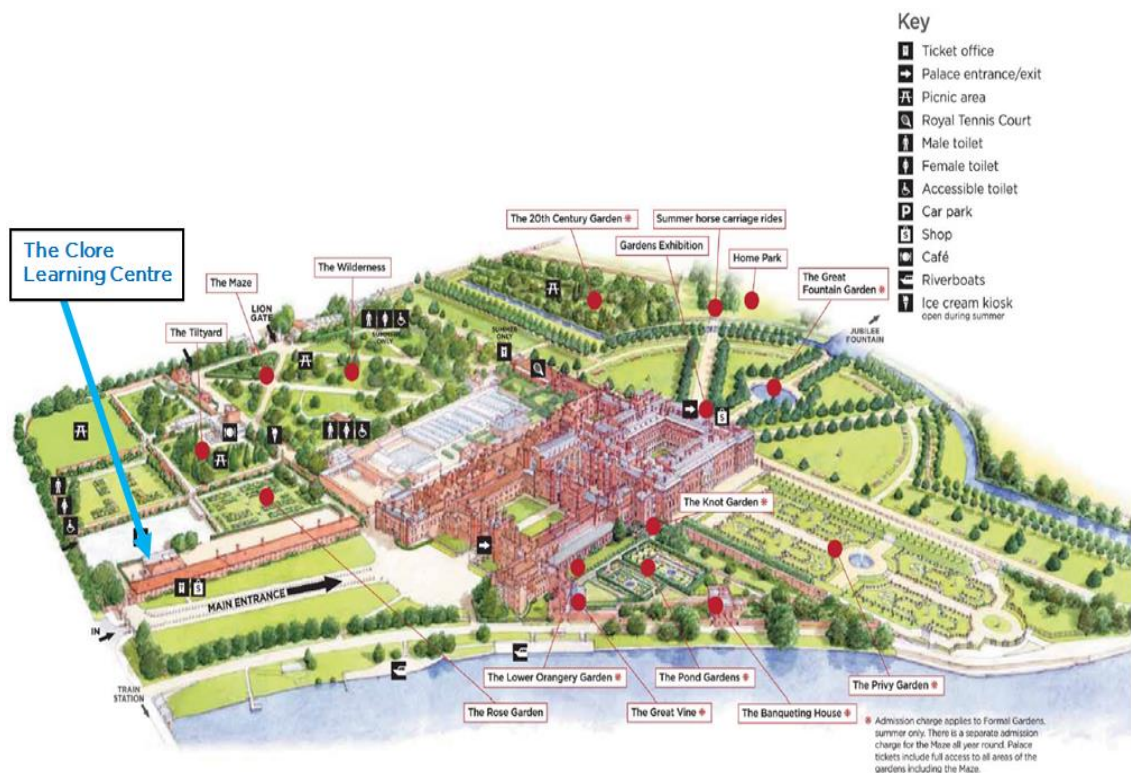 Key
Ticket office
Palace entrance/exit
Picnic area
Royal Tennis Court
Male toilet
Female toilet
Accessible toilet
P
Car park
S
Shop
Café
Riverboats
Ice cream kiosk
open during summer
The Clore
Learning Centre
The 20th Century Garden ❋
Summer horse carriage rides
Gardens Exhibition
Home Park
The Great
Fountain Garden ❋
The Wilderness
The Maze
LION
GATE
The Tiltyard
SUMMER
ONLY
SUMMER
ONLY
JUBILEE
FOUNTAIN
S
The Knot Garden ❋
S
MAIN ENTRANCE
IN
TRAIN
STATION
The Lower Orangery Garden ❋
The Pond Gardens ❋
The Privy Garden ❋
The Rose Garden
The Great Vine ❋
The Banqueting House ❋
❋ Admission charge applies to Formal Gardens,
summer only. There is a separate admission
charge for the Maze all year round. Palace
tickets include full access to all areas of the
gardens including the Maze.